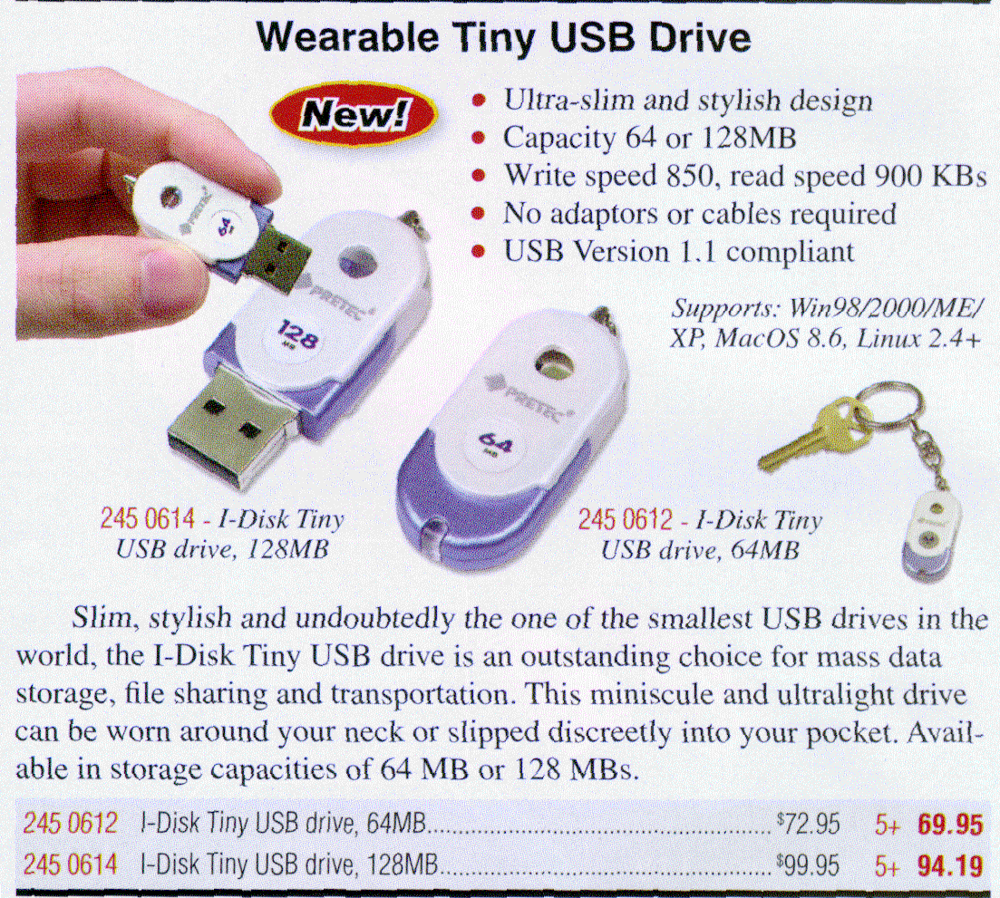 Wearable Tiny USB Drive
New!
• Ultra-slim and stylish design
• Capacity 64 or 128MB
• Write speed 850, read speed 900 KBs
• No adaptors or cables required
• USB Version 1.1 compliant
Supports: Win98/2000/ME/
XP, MacOS 8.6, Linux 2.4+
PRETEC
64
PRETEC®
128
MB
PRETEC®
64
MB
245 0614 - I-Disk Tiny
USB drive, 128MB
245 0612 - I-Disk Tiny
USB drive, 64MB
Slim, stylish and undoubtedly the one of the smallest USB drives in the
world, the I-Disk Tiny USB drive is an outstanding choice for mass data
storage, file sharing and transportation. This miniscule and ultralight drive
can be worn around your neck or slipped discreetly into your pocket. Avail-
able in storage capacities of 64 MB or 128 MBs.
245 0612 I-Disk Tiny USB drive, 64MB....................................................... $72.95 5+ 69.95
245 0614 I-Disk Tiny USB drive, 128MB..................................................... $99.95 5+ 94.19